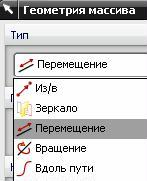 Геометрия массива
Тип
Перемещение
Из/в
Зеркало
Перемещение
Вращение
Вдоль пути